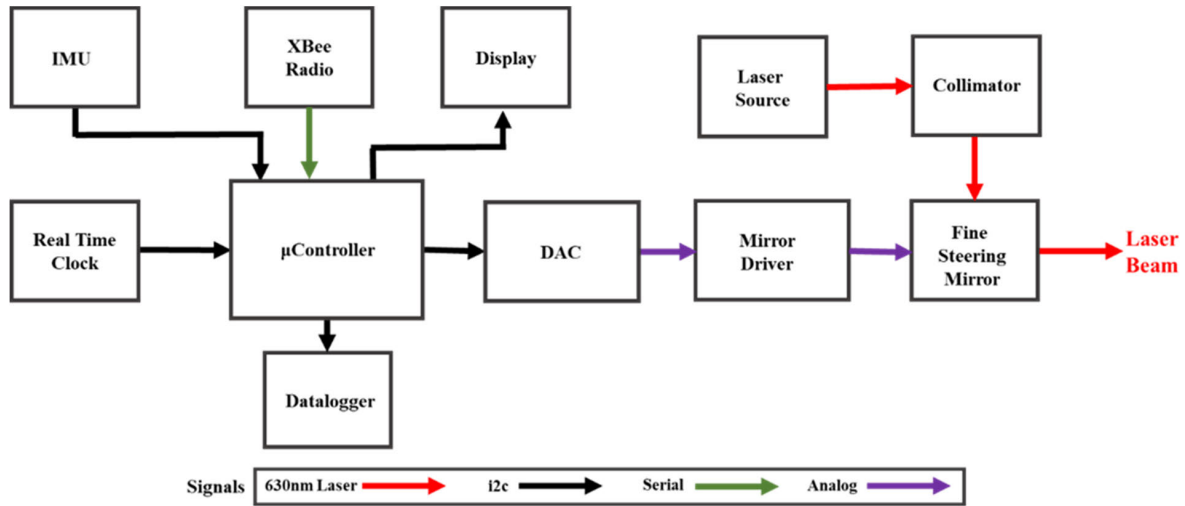 IMU
XBee
Radio
Display
Laser
Source
Collimator
Real Time
Clock
μController
DAC
Mirror
Driver
Fine
Steering
Mirror
Laser
Beam
Datalogger
Signals
630nm Laser
i2c
Serial
Analog